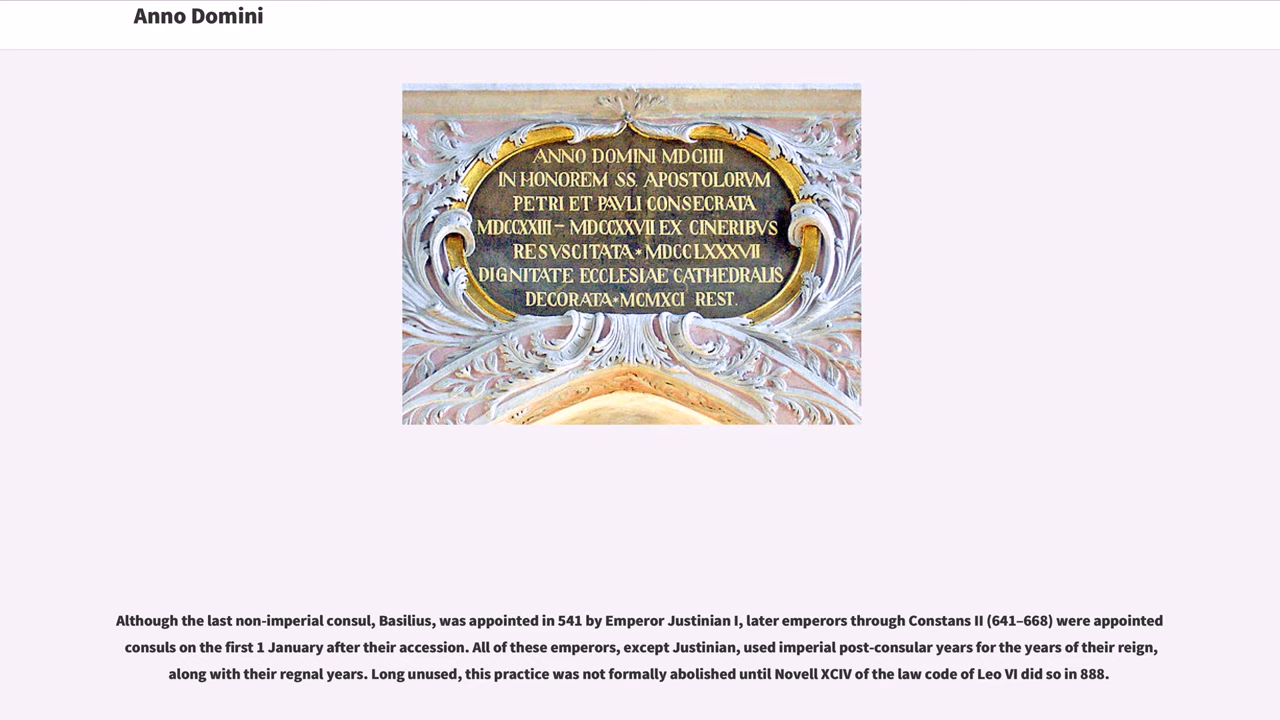 Anno Domini
ANNO DOMINI MDCIIII
IN HONOREM SS. APOSTOLORVM
PETRI ET PAVLI CONSECRATA
MDCCXXIII – MDCCXXVII EX CINERIBVS
RESVSCITATA * MDCCLXXXVII
DIGNITATE ECCLESIAE CATHEDRALIS
DECORATA * MCMXCI REST.
Although the last non-imperial consul, Basilius, was appointed in 541 by Emperor Justinian I, later emperors through Constans II (641–668) were appointed
consuls on the first 1 January after their accession. All of these emperors, except Justinian, used imperial post-consular years for the years of their reign,
along with their regnal years. Long unused, this practice was not formally abolished until Novell XCIV of the law code of Leo VI did so in 888.